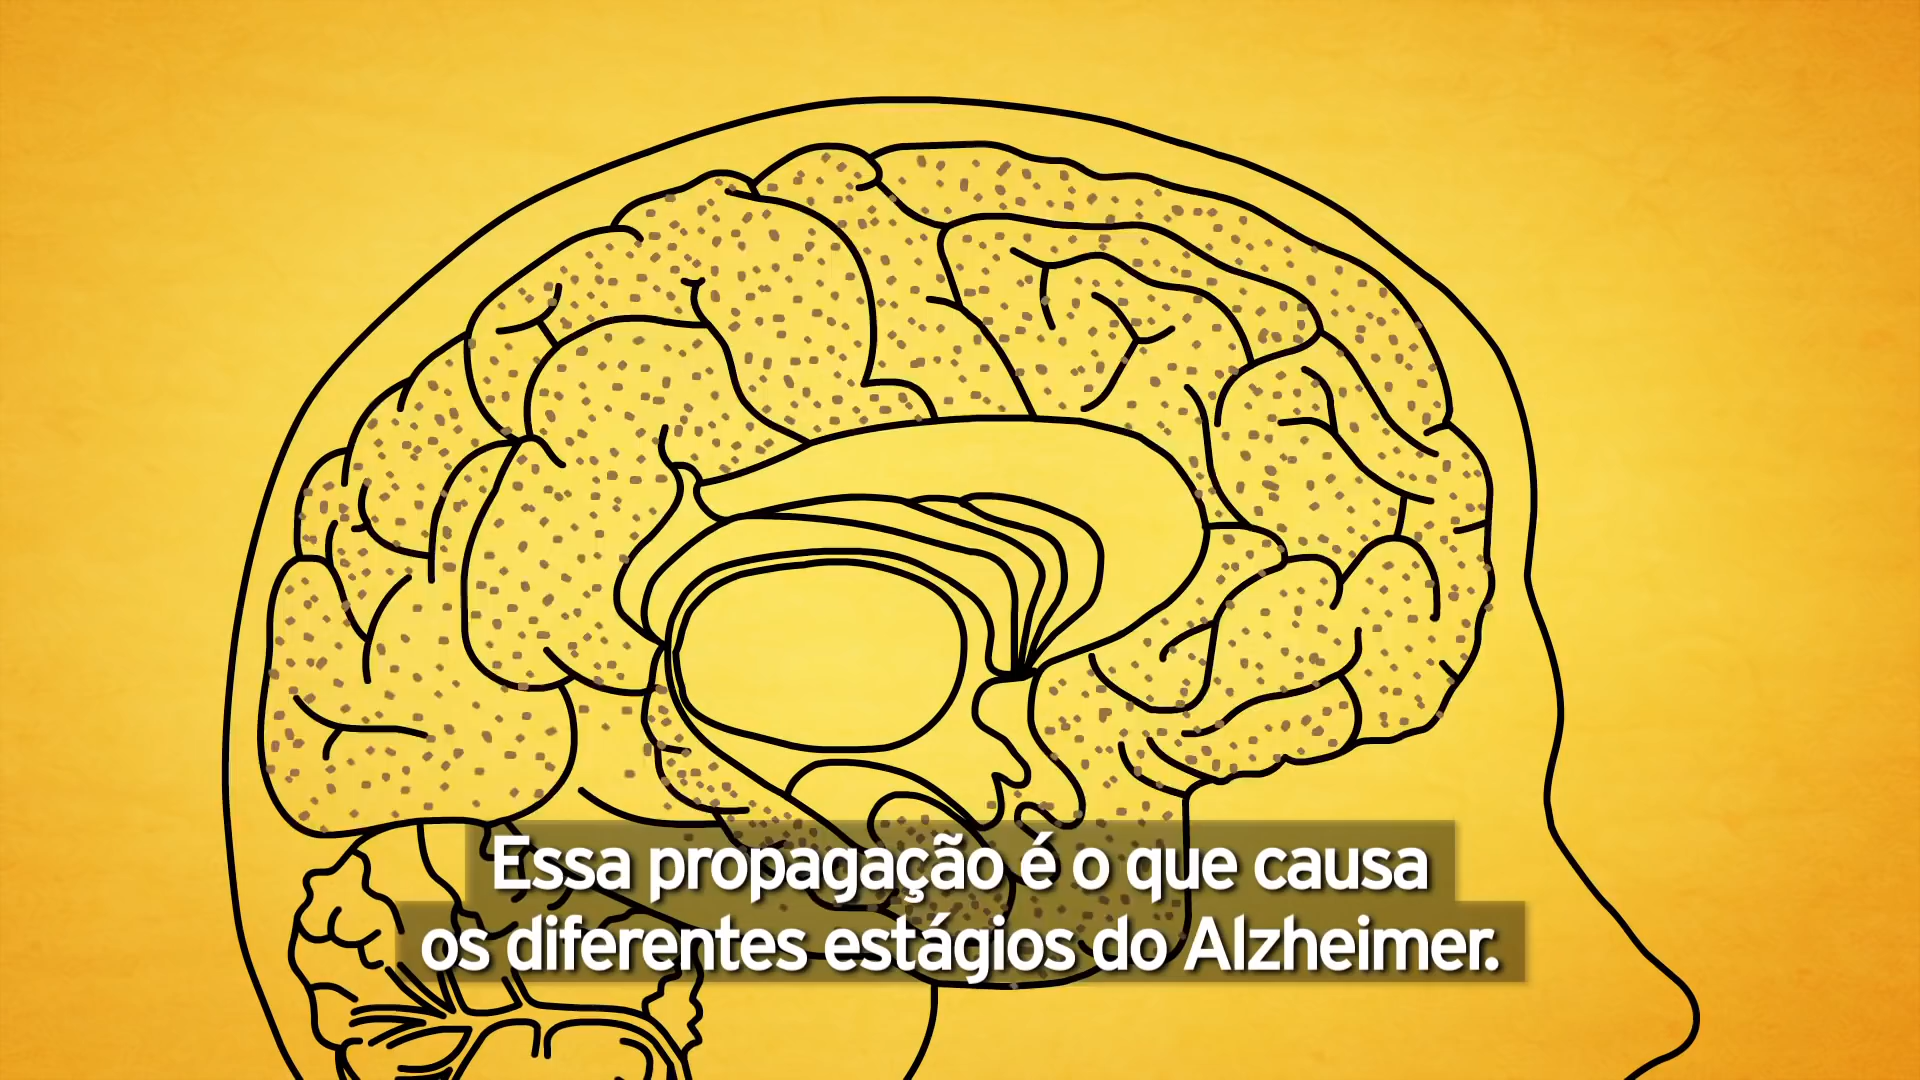 Essa propagação é o que causa
os diferentes estágios do Alzheimer.